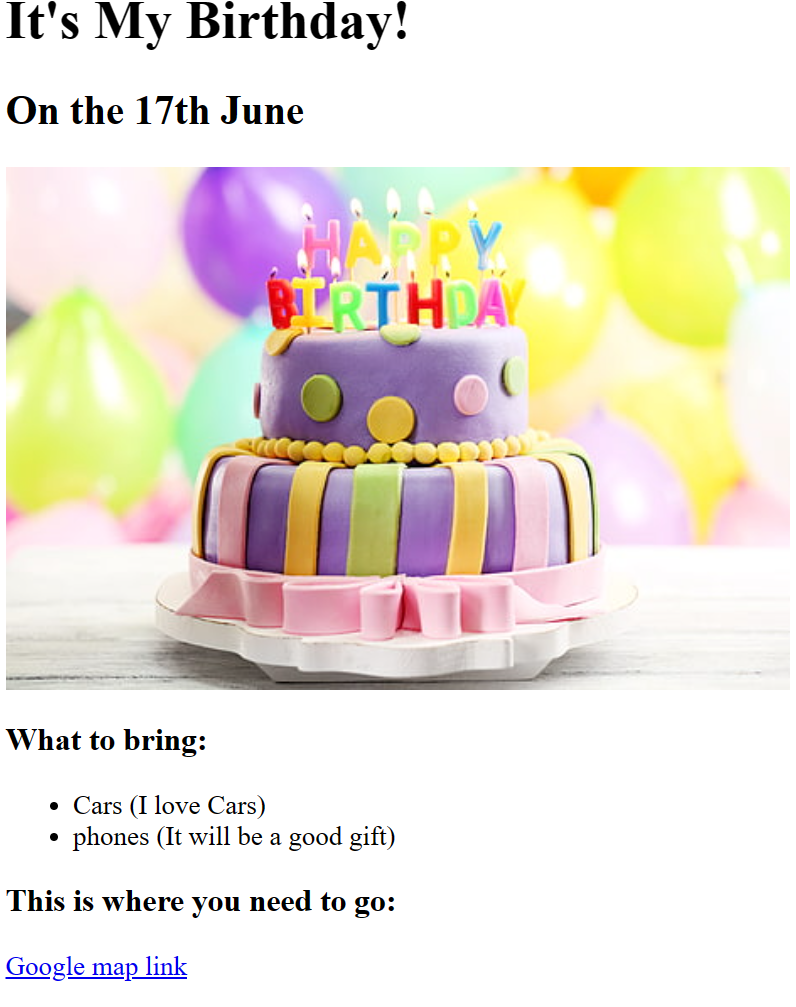 It's My Birthday!
On the 17th June
HAPPY
BIRTHDAY
What to bring:
Cars (I love Cars)
phones (It will be a good gift)
This is where you need to go:
Google map link